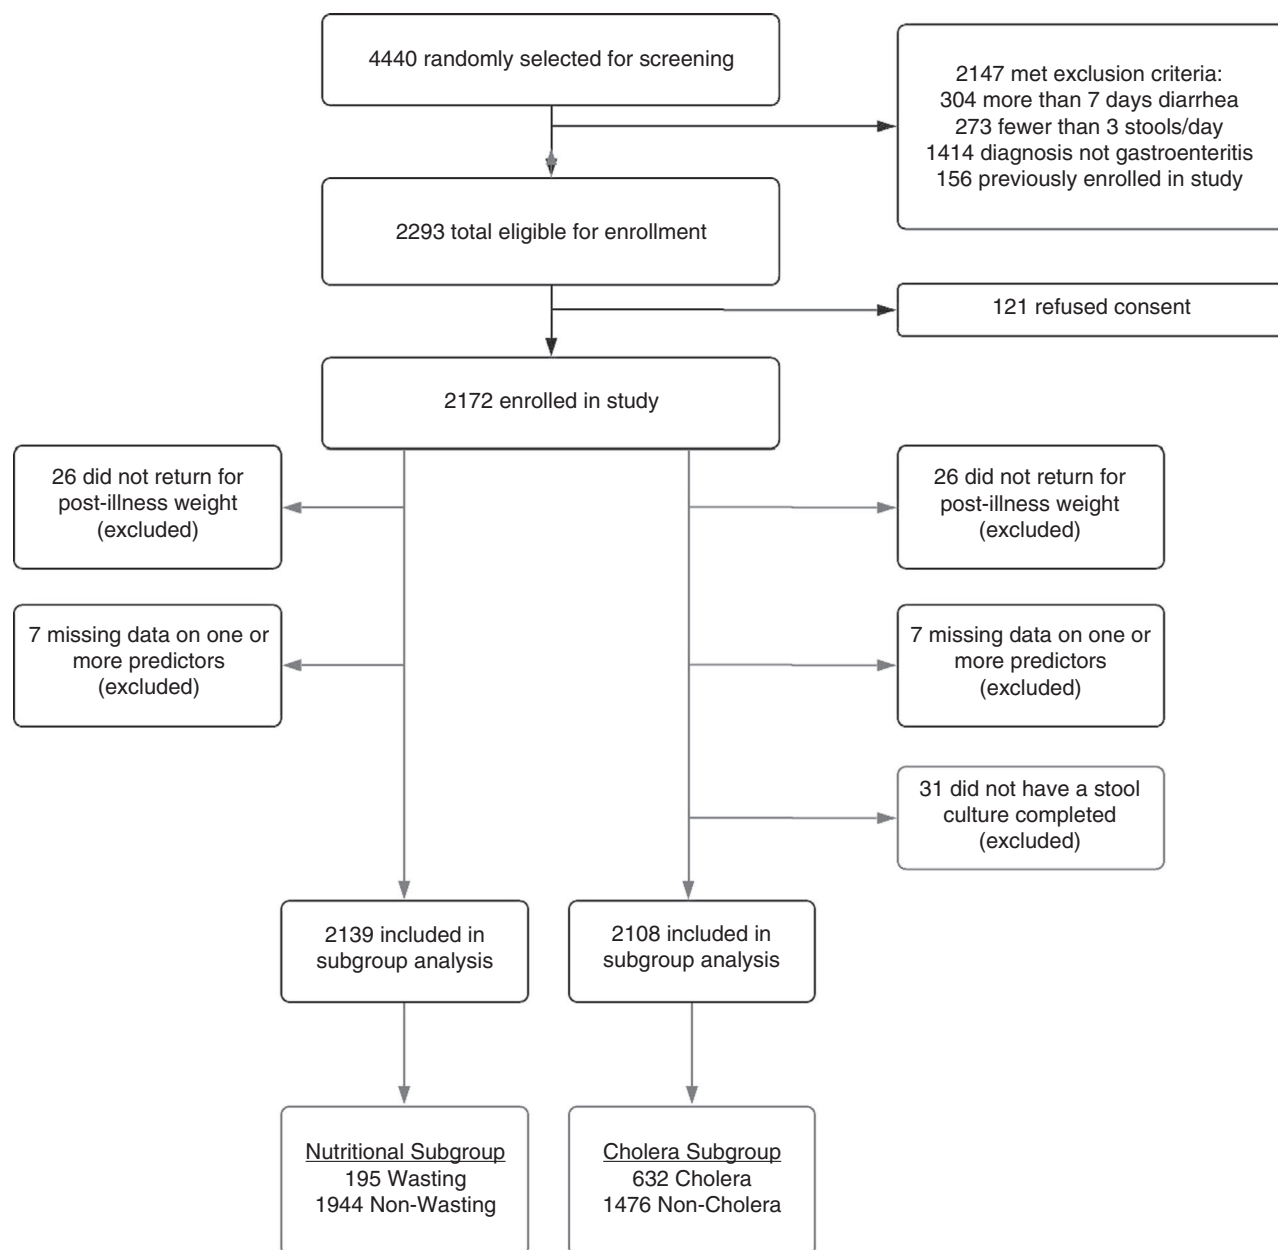 4440 randomly selected for screening
2147 met exclusion criteria:
304 more than 7 days diarrhea
273 fewer than 3 stools/day
1414 diagnosis not gastroenteritis
156 previously enrolled in study
2293 total eligible for enrollment
121 refused consent
2172 enrolled in study
26 did not return for
post-illness weight
(excluded)
26 did not return for
post-illness weight
(excluded)
7 missing data on one or
more predictors
(excluded)
7 missing data on one or
more predictors
(excluded)
31 did not have a stool
culture completed
(excluded)
2139 included in
subgroup analysis
2108 included in
subgroup analysis
Nutritional Subgroup
195 Wasting
1944 Non-Wasting
Cholera Subgroup
632 Cholera
1476 Non-Cholera